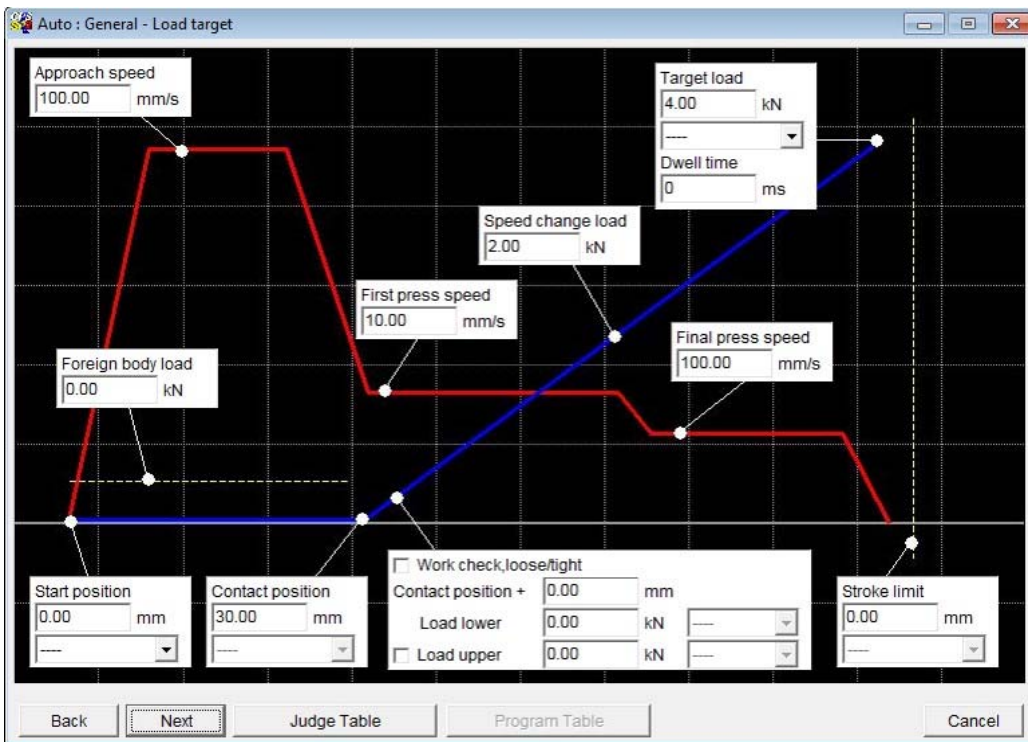 Auto : General - Load target
Approach speed
100.00 mm/s
Target load
4.00 kN
----
Dwell time
0 ms
Speed change load
2.00 kN
First press speed
10.00 mm/s
Final press speed
100.00 mm/s
Foreign body load
0.00 kN
Start position
0.00 mm
----
Contact position
30.00 mm
----
Work check,loose/tight
Contact position + 0.00 mm
Load lower 0.00 kN ----
Load upper 0.00 kN ----
Stroke limit
0.00 mm
----
Back Next Judge Table Program Table Cancel